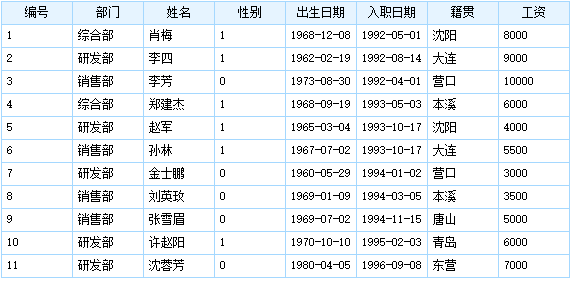 编号 部门 姓名 性别 出生日期 入职日期 籍贯 工资
1 综合部 肖梅 1 1968-12-08 1992-05-01 沈阳 8000
2 研发部 李四 1 1962-02-19 1992-08-14 大连 9000
3 销售部 李芳 0 1973-08-30 1992-04-01 营口 10000
4 综合部 郑建杰 1 1968-09-19 1993-05-03 本溪 6000
5 研发部 赵军 1 1965-03-04 1993-10-17 沈阳 4000
6 销售部 孙林 1 1967-07-02 1993-10-17 大连 5500
7 研发部 金士鹏 0 1960-05-29 1994-01-02 营口 3000
8 销售部 刘英玫 0 1969-01-09 1994-03-05 本溪 3500
9 销售部 张雪眉 0 1969-07-02 1994-11-15 唐山 5000
10 研发部 许赵阳 1 1970-10-10 1995-02-03 青岛 6000
11 研发部 沈蓉芳 0 1980-04-05 1996-09-08 东营 7000